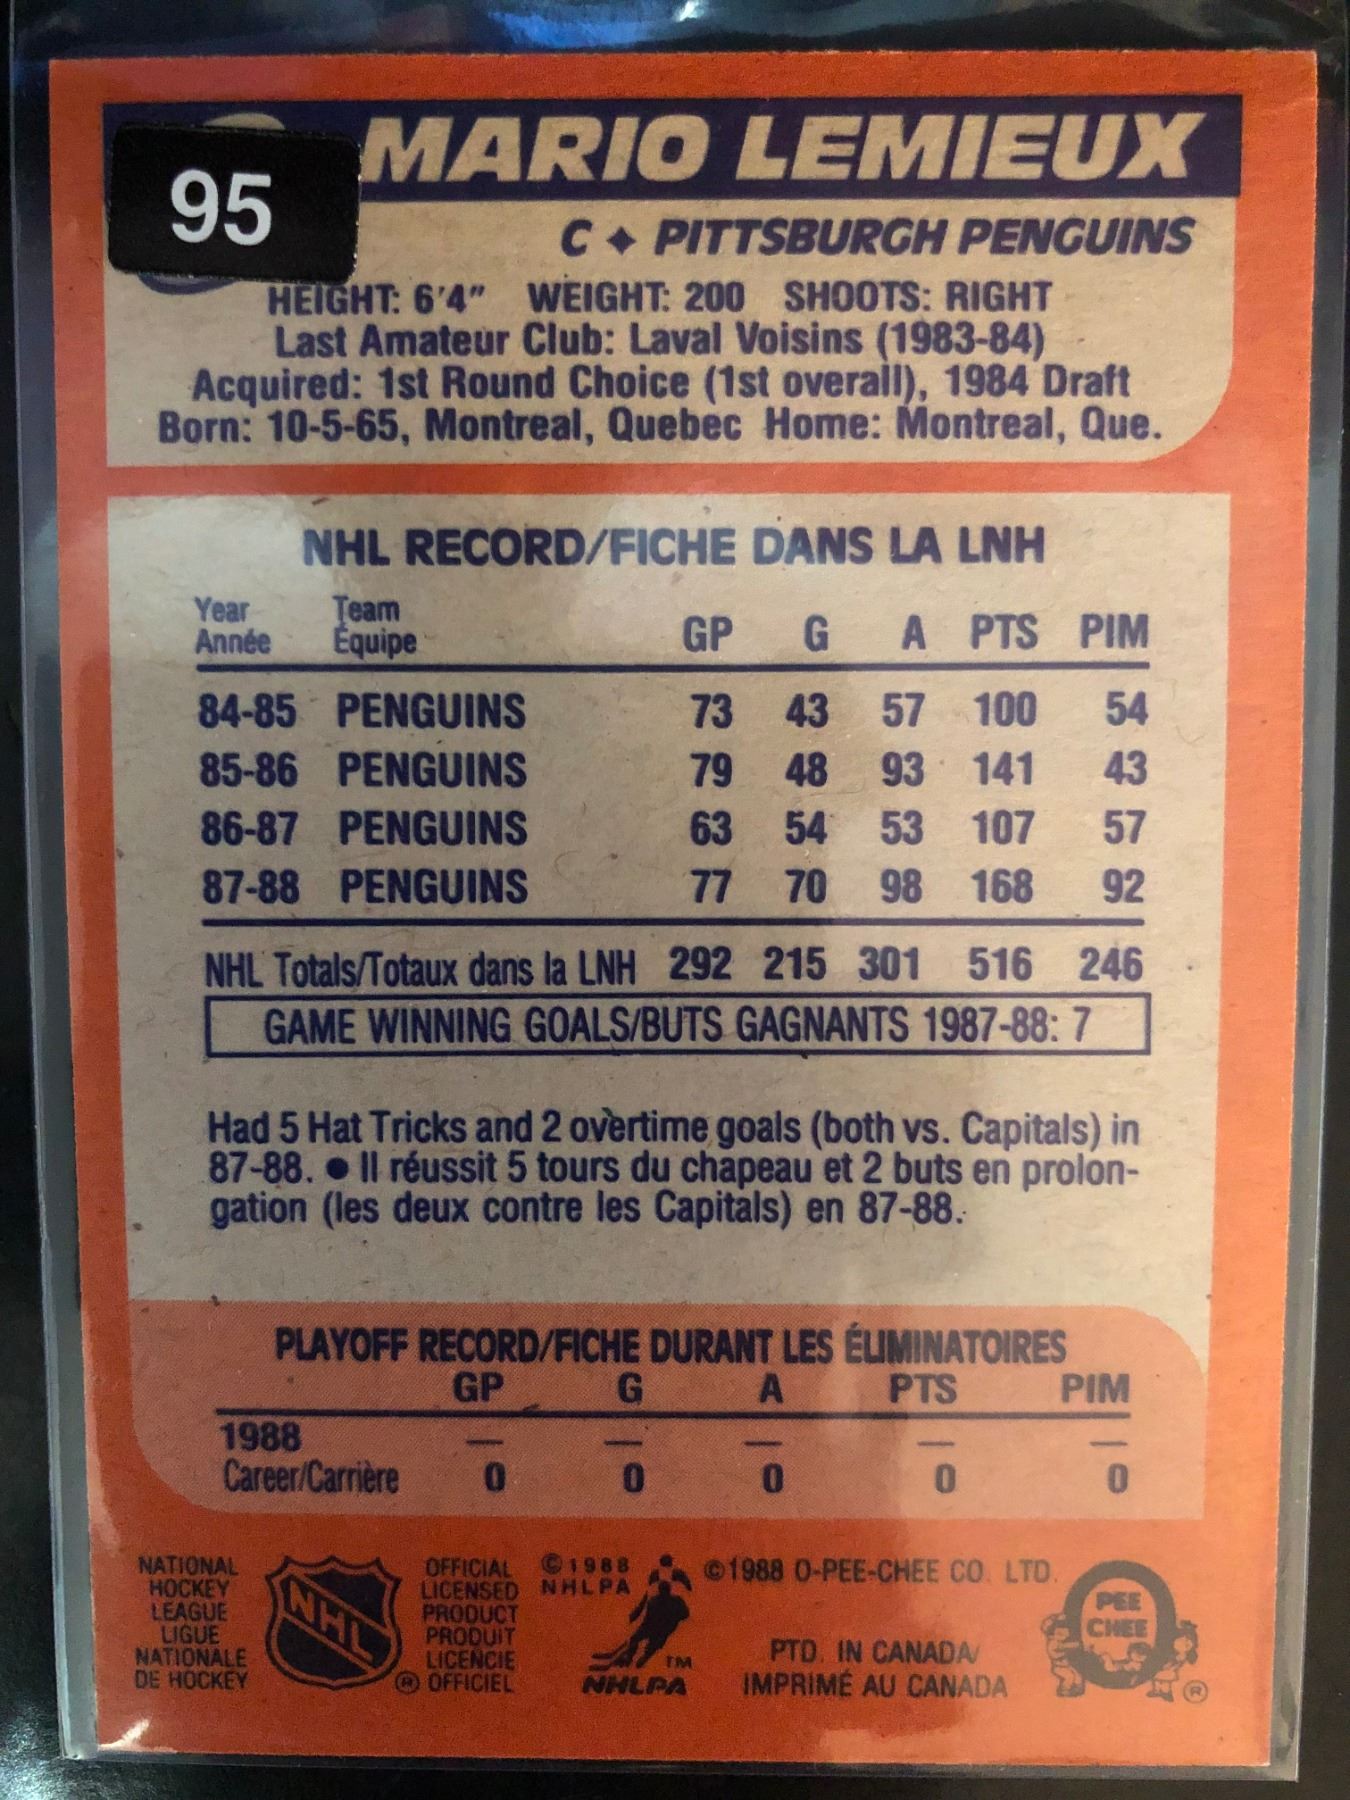 95
MARIO LEMIEUX
C ♦ PITTSBURGH PENGUINS
HEIGHT: 6'4" WEIGHT: 200 SHOOTS: RIGHT
Last Amateur Club: Laval Voisins (1983-84)
Acquired: 1st Round Choice (1st overall), 1984 Draft
Born: 10-5-65, Montreal, Quebec Home: Montreal, Que.
NHL RECORD/FICHE DANS LA LNH
Year Team
Année Équipe GP G A PTS PIM
84-85 PENGUINS 73 43 57 100 54
85-86 PENGUINS 79 48 93 141 43
86-87 PENGUINS 63 54 53 107 57
87-88 PENGUINS 77 70 98 168 92
NHL Totals/Totaux dans la LNH 292 215 301 516 246
GAME WINNING GOALS/BUTS GAGNANTS 1987-88: 7
Had 5 Hat Tricks and 2 overtime goals (both vs. Capitals) in
87-88. ● Il réussit 5 tours du chapeau et 2 buts en prolon-
gation (les deux contre les Capitals) en 87-88.
PLAYOFF RECORD/FICHE DURANT LES ÉLIMINATOIRES
GP G A PTS PIM
1988 — — — — —
Career/Carrière 0 0 0 0 0
NATIONAL
HOCKEY
LEAGUE
LIGUE
NATIONALE
DE HOCKEY
NHL
®
OFFICIAL
LICENSED
PRODUCT
PRODUIT
LICENCIE
OFFICIEL
©1988
NHLPA
TM
NHLPA
©1988 O-PEE-CHEE CO. LTD.
PTD. IN CANADA/
IMPRIMÉ AU CANADA
O
PEE
CHEE
®